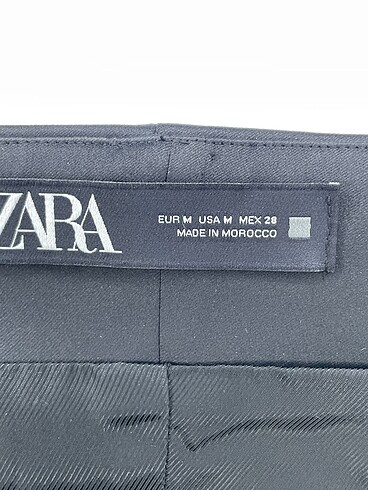 ZARA
EUR M USA M MEX 28
MADE IN MOROCCO